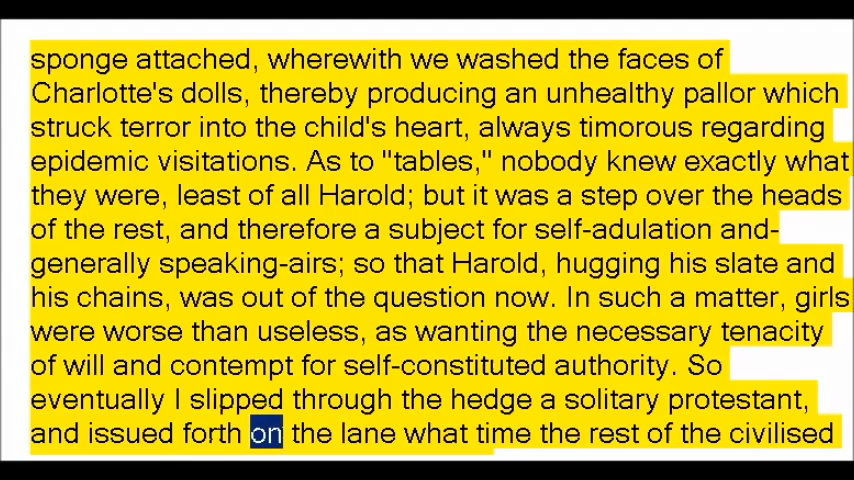 sponge attached, wherewith we washed the faces of
Charlotte's dolls, thereby producing an unhealthy pallor which
struck terror into the child's heart, always timorous regarding
epidemic visitations. As to "tables," nobody knew exactly what
they were, least of all Harold; but it was a step over the heads
of the rest, and therefore a subject for self-adulation and-
generally speaking-airs; so that Harold, hugging his slate and
his chains, was out of the question now. In such a matter, girls
were worse than useless, as wanting the necessary tenacity
of will and contempt for self-constituted authority. So
eventually I slipped through the hedge a solitary protestant,
and issued forth on the lane what time the rest of the civilised